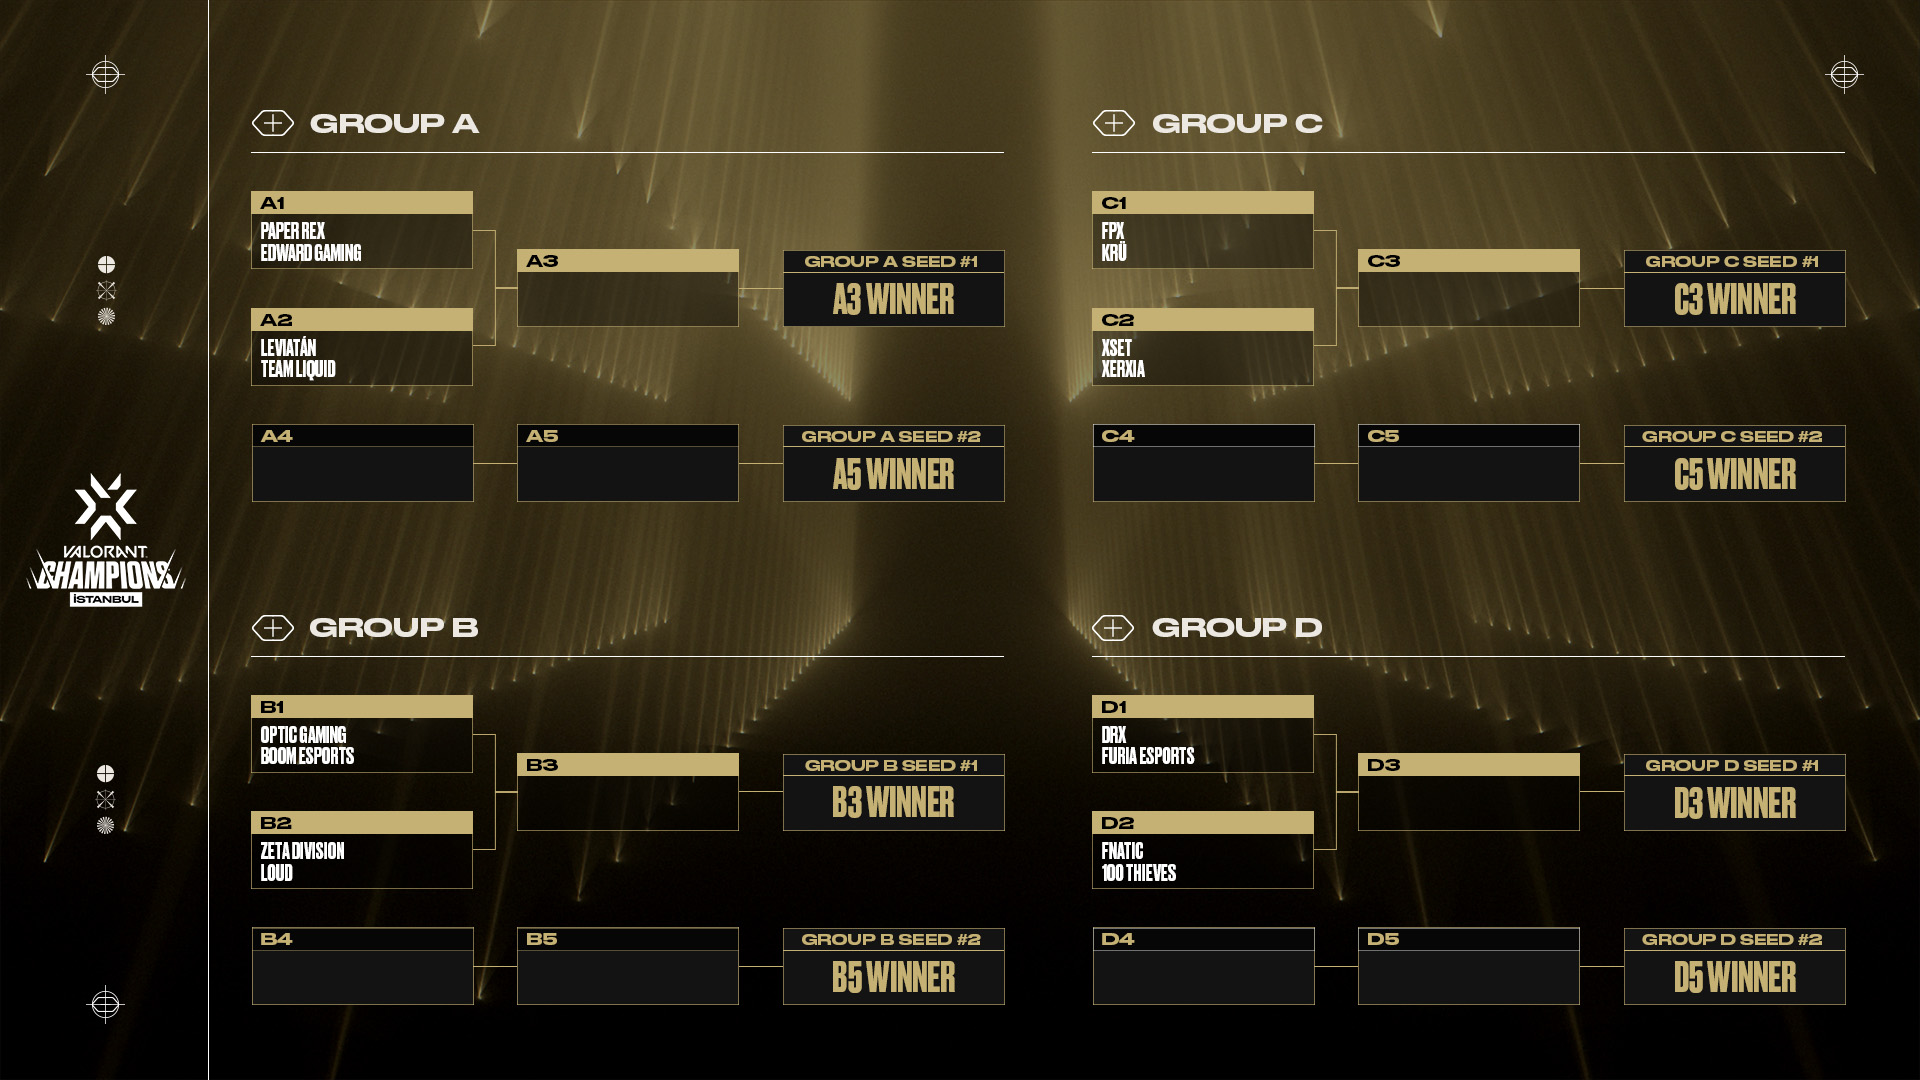 VALORANT
CHAMPIONS
İSTANBUL
GROUP A
A1
PAPER REX
EDWARD GAMING
A2
LEVIATÁN
TEAM LIQUID
A3
GROUP A SEED #1
A3 WINNER
A4
A5
GROUP A SEED #2
A5 WINNER
GROUP B
B1
OPTIC GAMING
BOOM ESPORTS
B2
ZETA DIVISION
LOUD
B3
GROUP B SEED #1
B3 WINNER
B4
B5
GROUP B SEED #2
B5 WINNER
GROUP C
C1
FPX
KRÜ
C2
XSET
XERXIA
C3
GROUP C SEED #1
C3 WINNER
C4
C5
GROUP C SEED #2
C5 WINNER
GROUP D
D1
DRX
FURIA ESPORTS
D2
FNATIC
100 THIEVES
D3
GROUP D SEED #1
D3 WINNER
D4
D5
GROUP D SEED #2
D5 WINNER